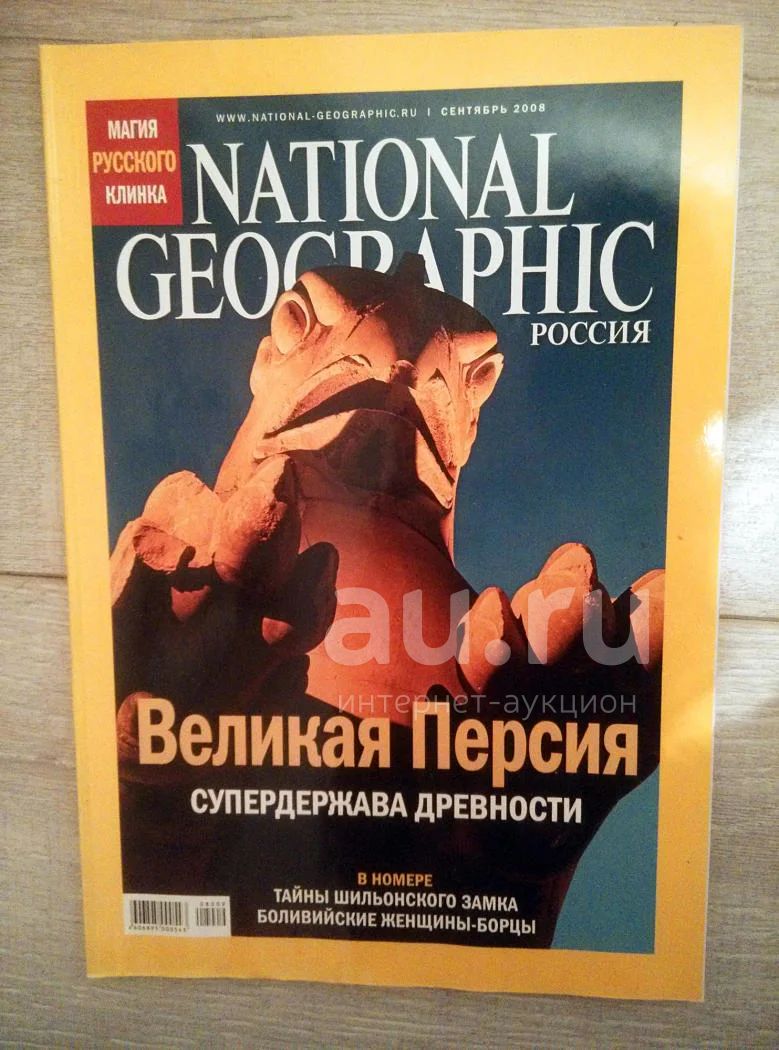 WWW.NATIONAL-GEOGRAPHIC.RU | СЕНТЯБРЬ 2008
МАГИЯ
РУССКОГО
КЛИНКА
NATIONAL
GEOGRAPHIC
РОССИЯ
au.ru
интернет-аукцион
Великая Персия
СУПЕРДЕРЖАВА ДРЕВНОСТИ
В НОМЕРЕ
ТАЙНЫ ШИЛЬОНСКОГО ЗАМКА
БОЛИВИЙСКИЕ ЖЕНЩИНЫ-БОРЦЫ
08009